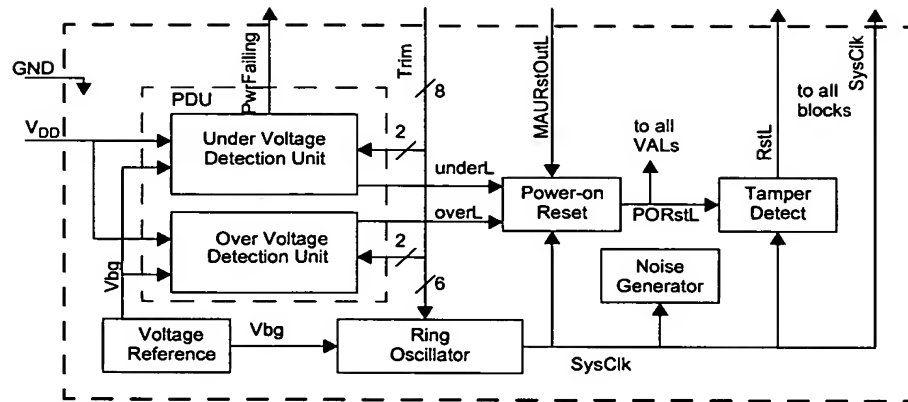 GND
VDD
PDU
PwrFailing
Trim
8
MAURstOutL
to all
VALs
RstL
to all
blocks
SysClk
Under Voltage
Detection Unit
2
underL
Power-on
Reset
PORstL
Tamper
Detect
overL
Over Voltage
Detection Unit
2
6
Noise
Generator
Vbg
Voltage
Reference
Vbg
Ring
Oscillator
SysClk